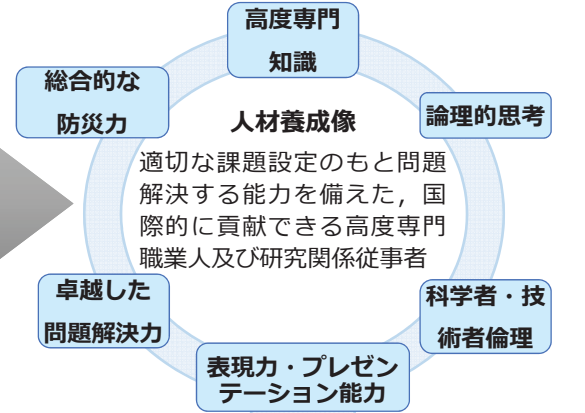 高度専門
知識
総合的な
防災力
論理的思考
人材養成像
適切な課題設定のもと問題
解決する能力を備えた，国
際的に貢献できる高度専門
職業人及び研究関係従事者
卓越した
問題解決力
科学者・技
術者倫理
表現力・プレゼン
テーション能力